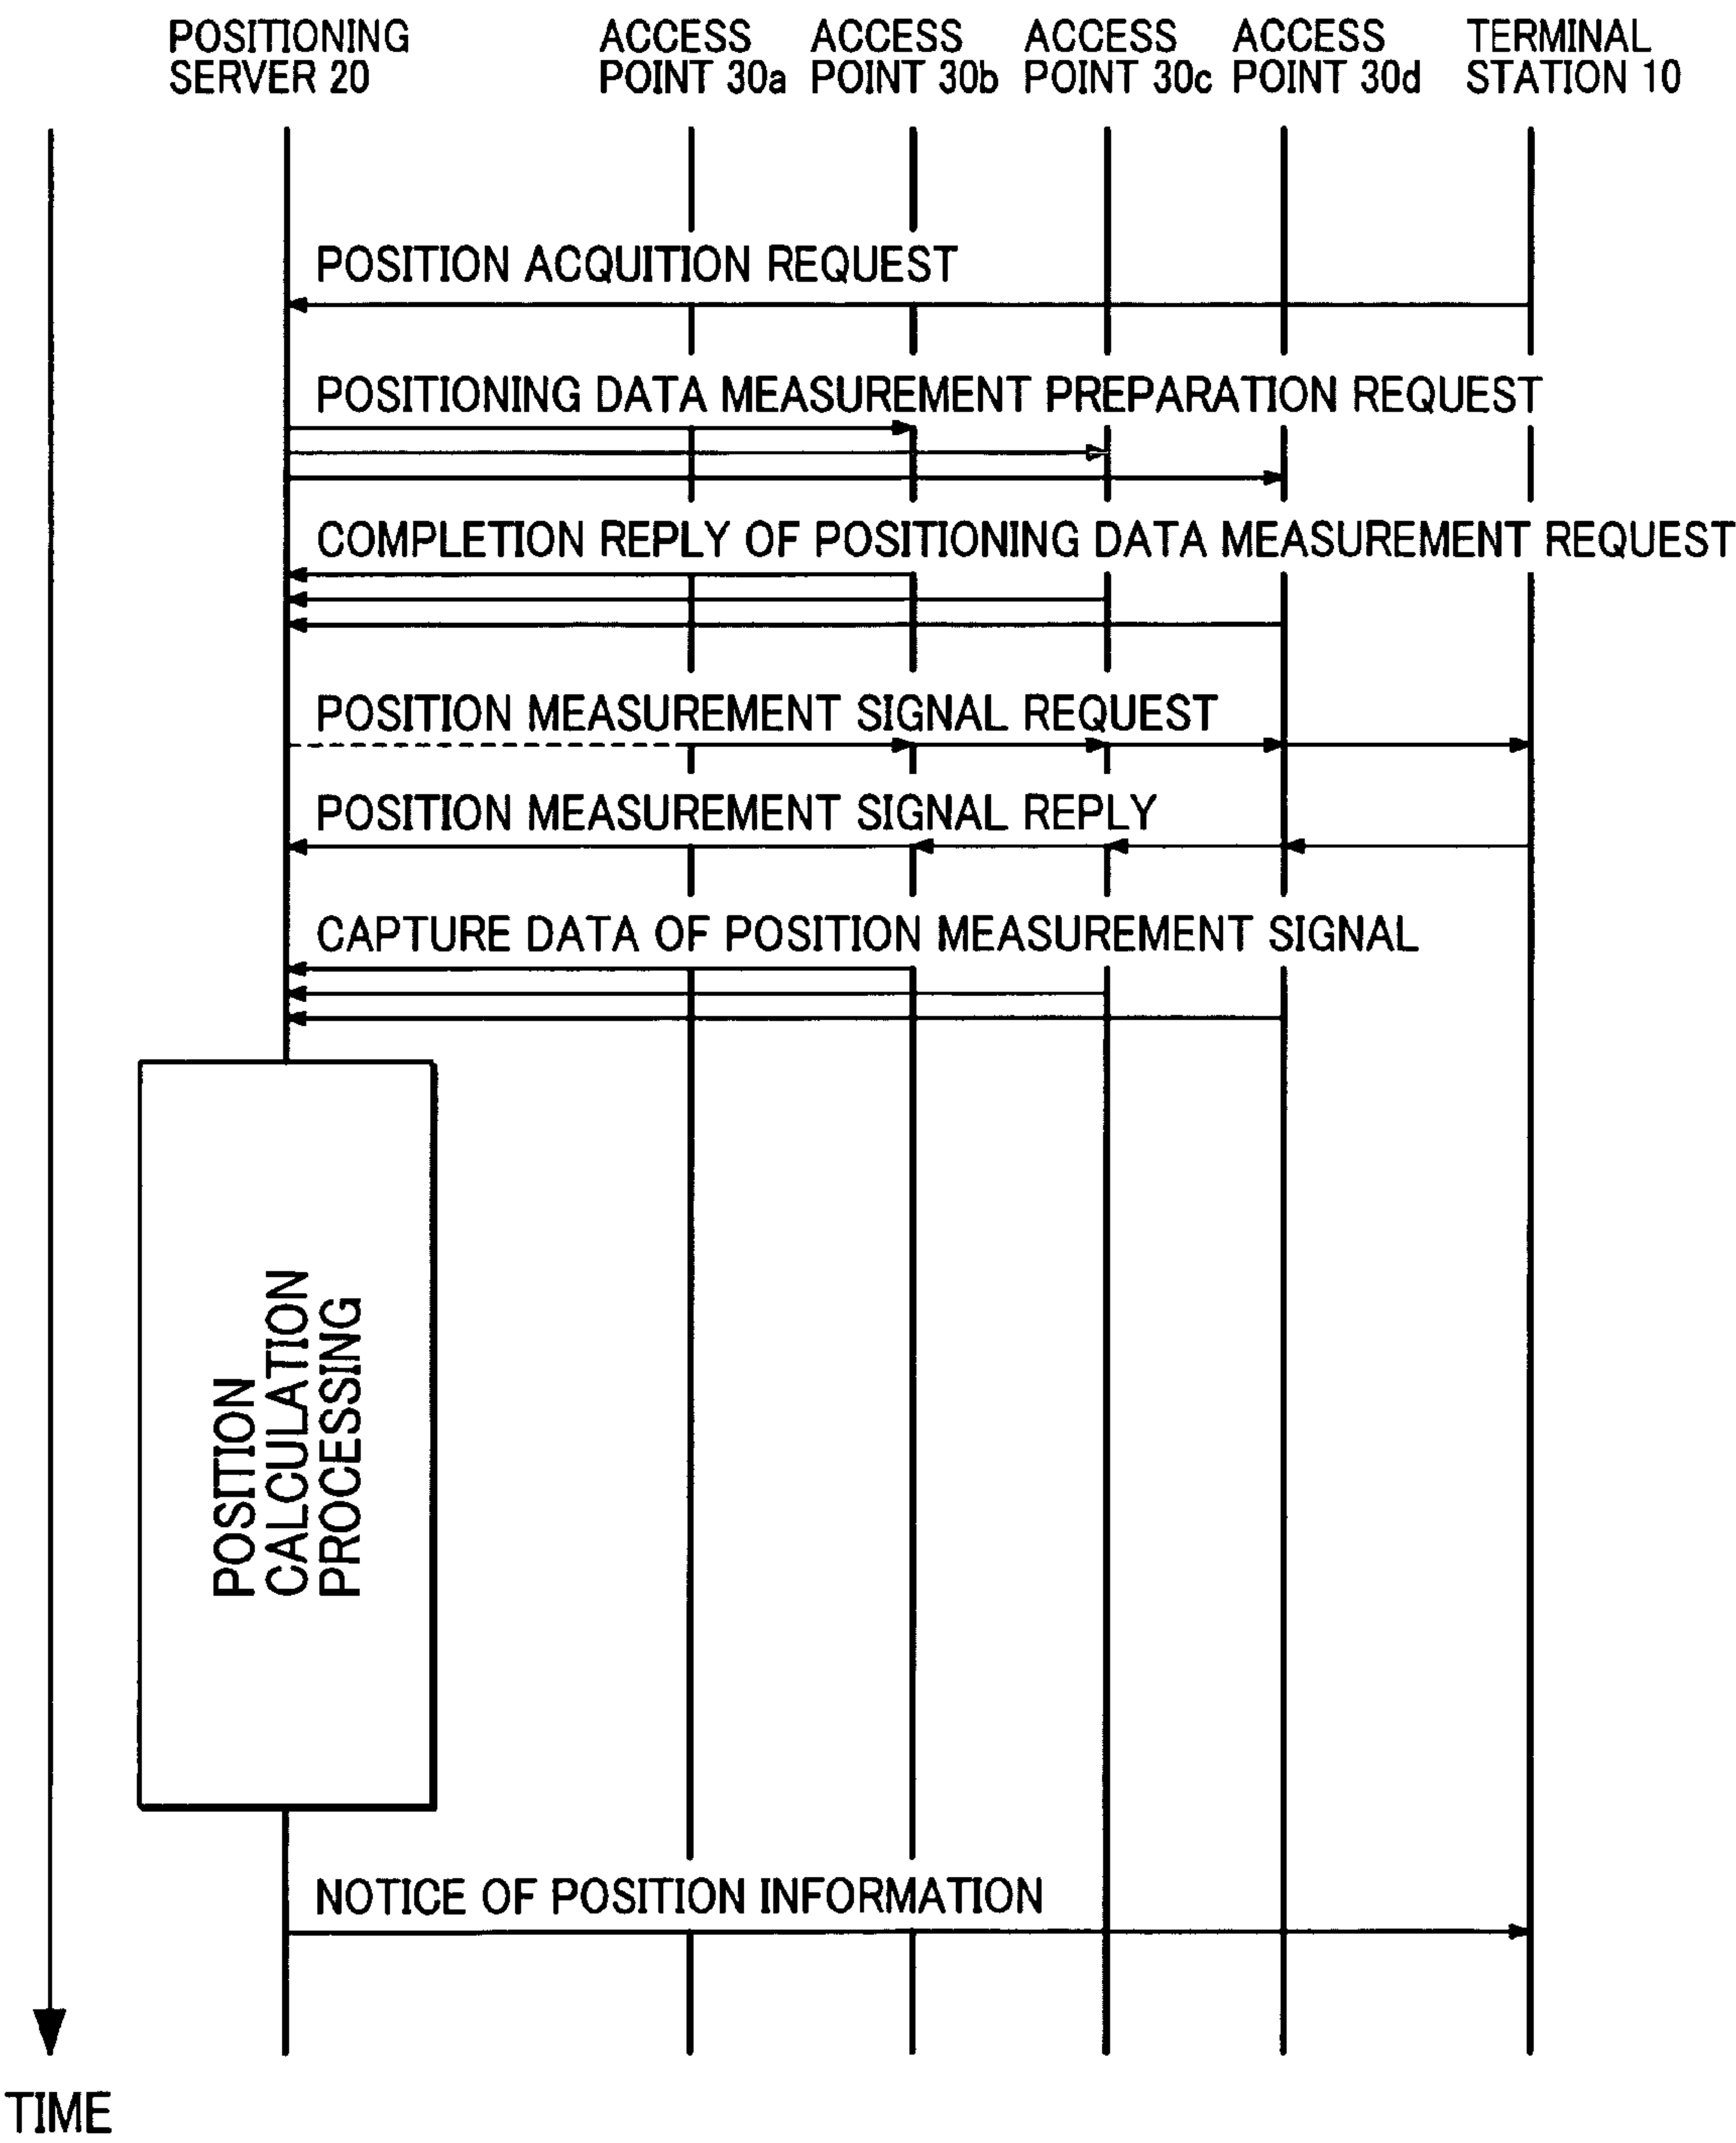 POSITIONING
SERVER 20
ACCESS
POINT 30a
ACCESS
POINT 30b
ACCESS
POINT 30c
ACCESS
POINT 30d
TERMINAL
STATION 10
POSITION ACQUITION REQUEST
POSITIONING DATA MEASUREMENT PREPARATION REQUEST
COMPLETION REPLY OF POSITIONING DATA MEASUREMENT REQUEST
POSITION MEASUREMENT SIGNAL REQUEST
POSITION MEASUREMENT SIGNAL REPLY
CAPTURE DATA OF POSITION MEASUREMENT SIGNAL
POSITION
CALCULATION
PROCESSING
NOTICE OF POSITION INFORMATION
TIME